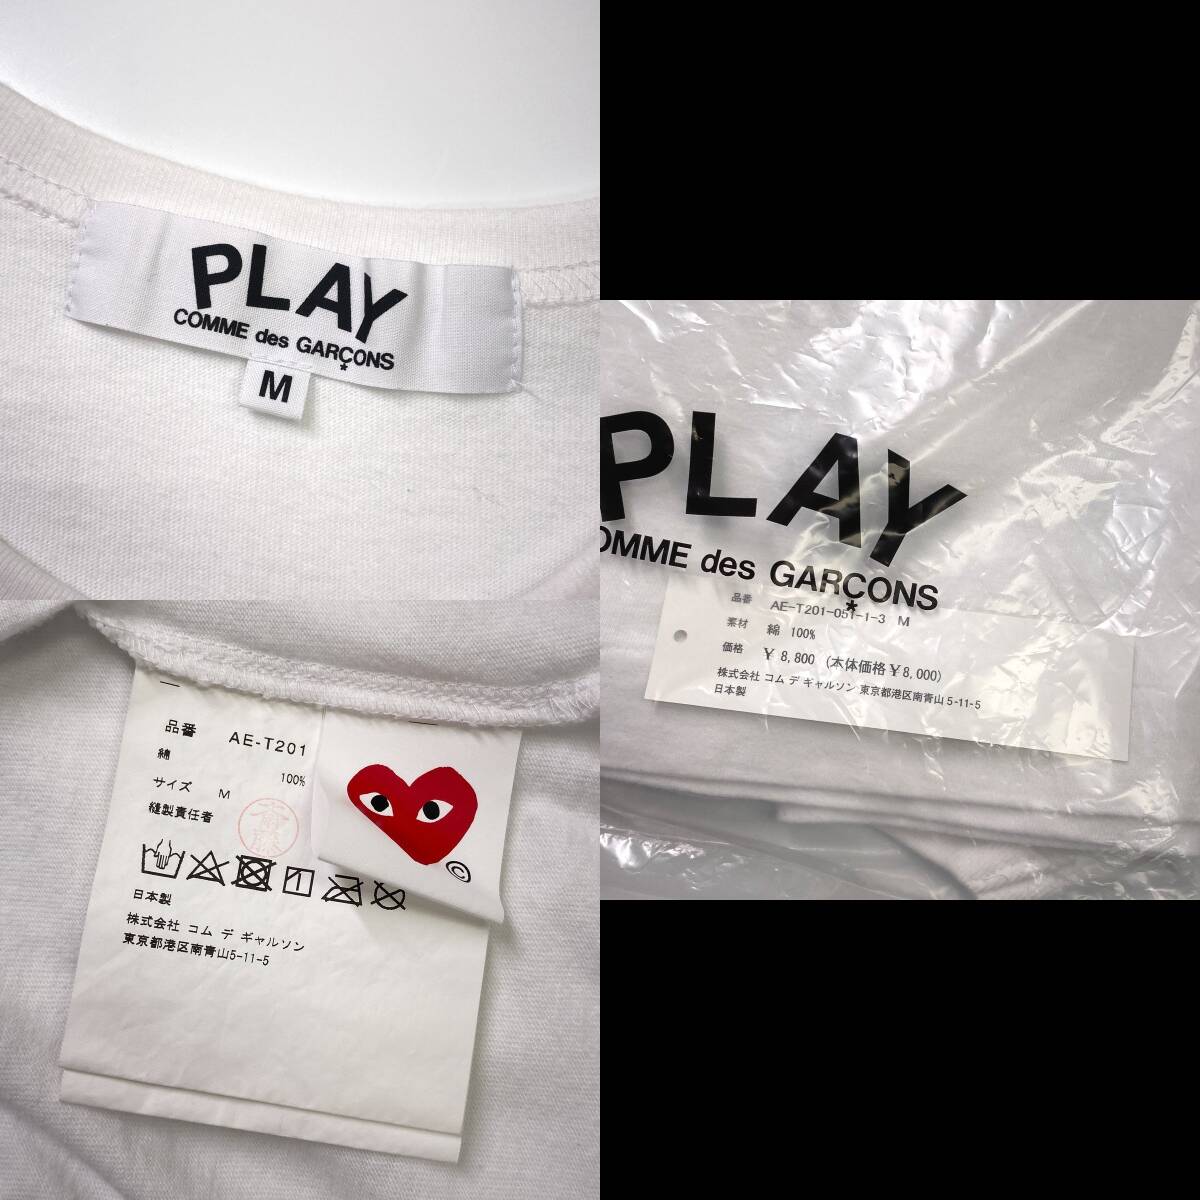 PLAY
COMME des GARÇONS
M
品番 AE-T201
綿 100%
サイズ M
縫製責任者
日本製
株式会社 コム デ ギャルソン
東京都港区南青山5-11-5
©
PLAY
OMME des GARÇONS
品番 AE-T201-051-1-3 M
素材 綿 100%
価格 ¥ 8,800 (本体価格¥8,000)
株式会社 コム デ ギャルソン 東京都港区南青山 5-11-5
日本製